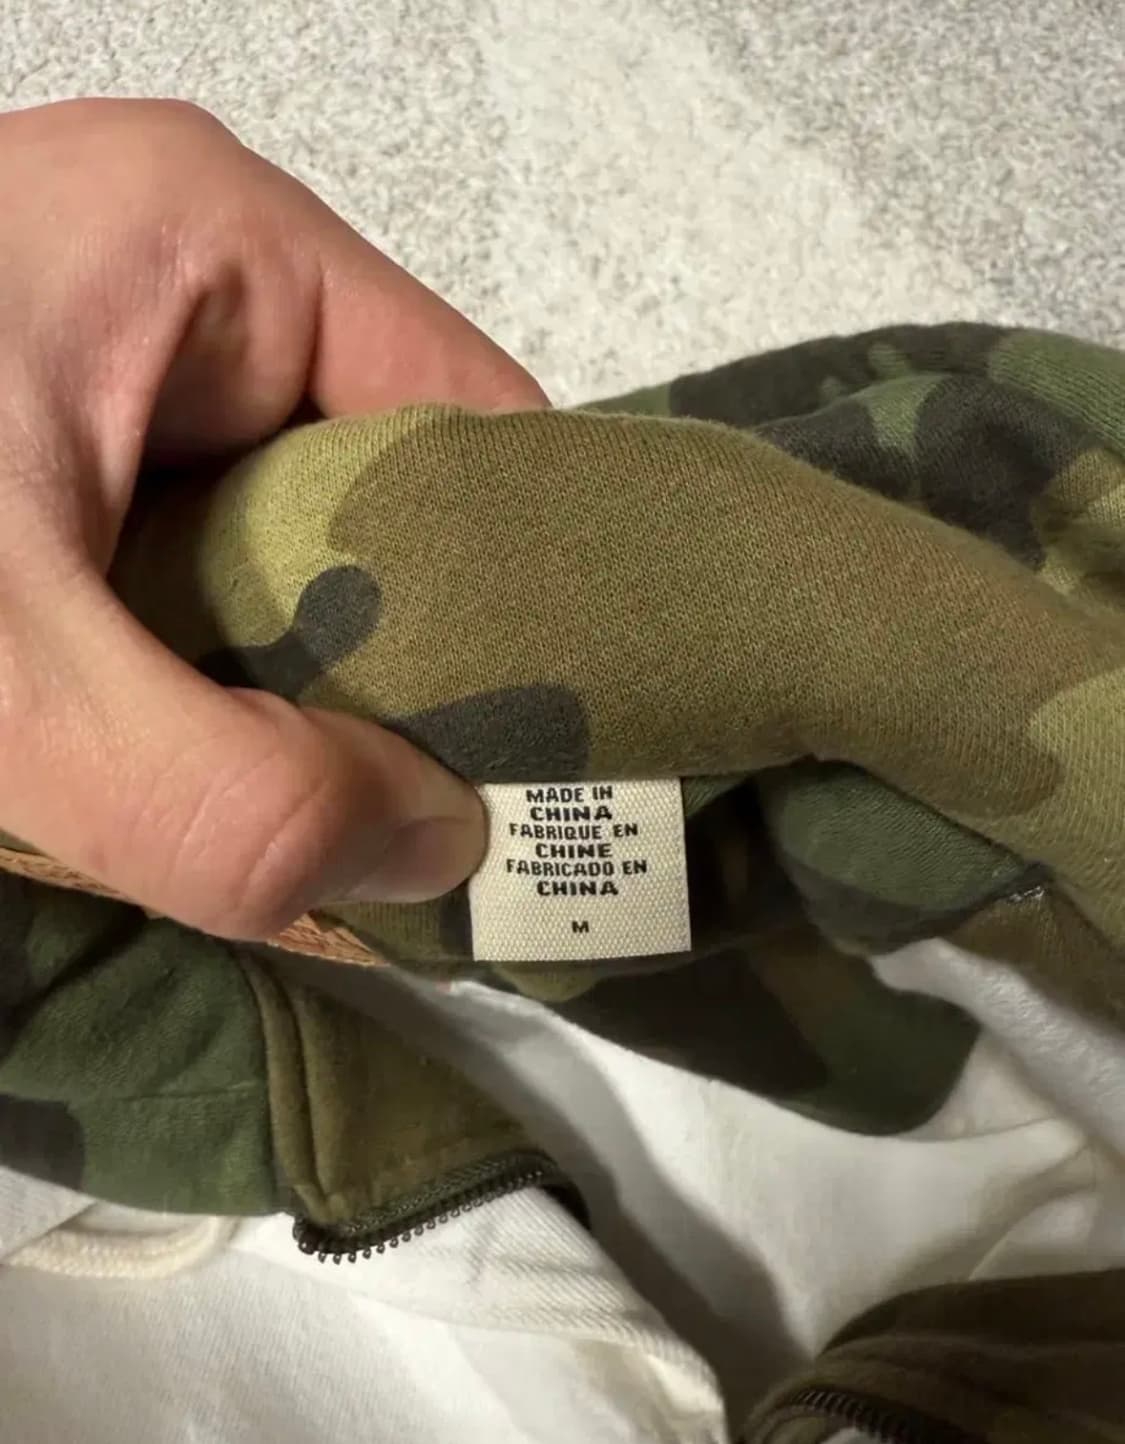 MADE IN
CHINA
FABRIQUE EN
CHINE
FABRICADO EN
CHINA
M